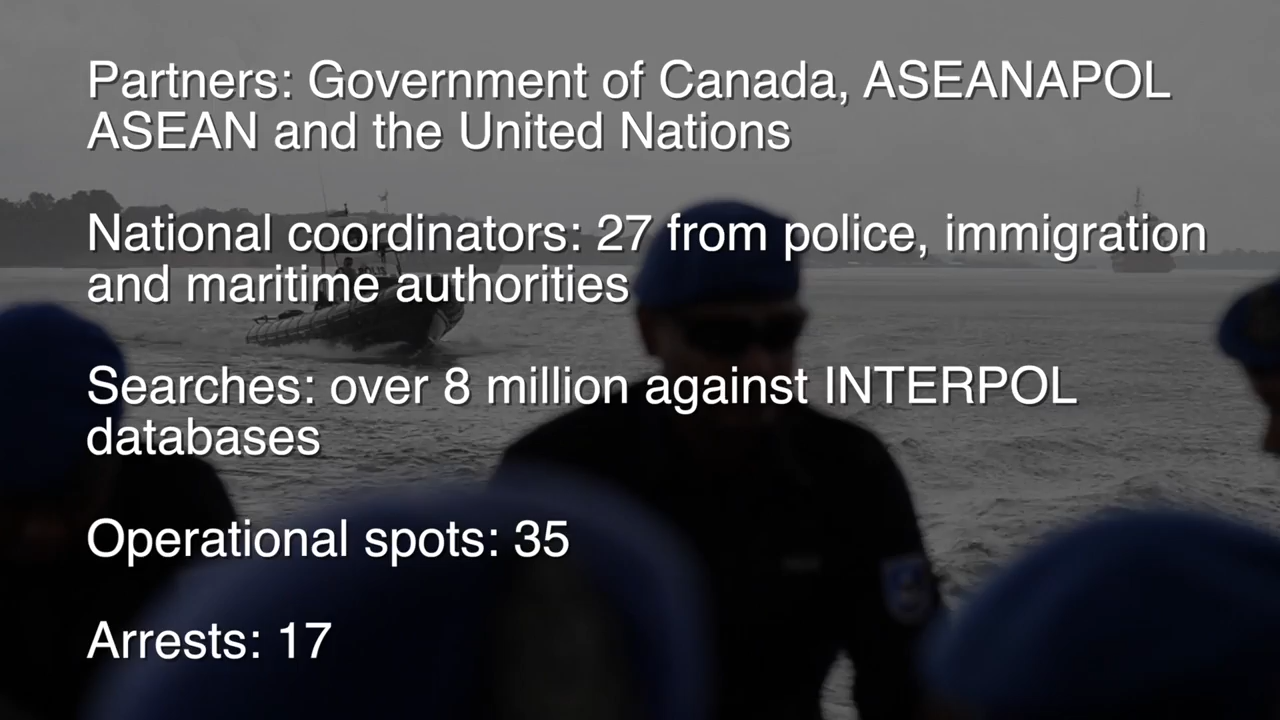 Partners: Government of Canada, ASEANAPOL
ASEAN and the United Nations
National coordinators: 27 from police, immigration
and maritime authorities
Searches: over 8 million against INTERPOL
databases
Operational spots: 35
Arrests: 17